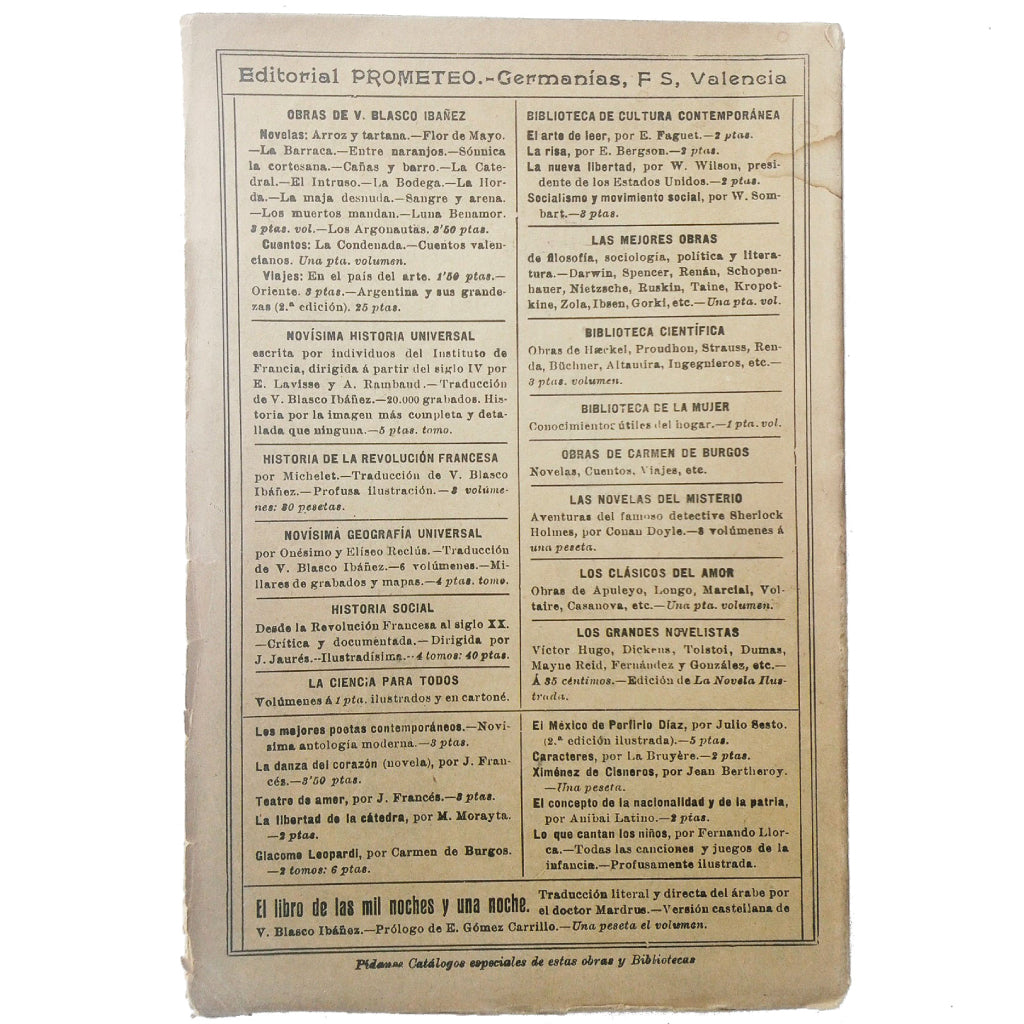 Editorial PROMETEO.-Germanías, F S, Valencia
OBRAS DE V. BLASCO IBAÑEZ
Novelas: Arroz y tartana.—Flor de Mayo.
—La Barraca.—Entre naranjos.—Sónnica
la cortesana.—Cañas y barro.—La Cate-
dral.—El Intruso.—La Bodega.—La Hor-
da.—La maja desnuda.—Sangre y arena.
—Los muertos mandan.—Luna Benamor.
3 ptas. vol.—Los Argonautas. 3'50 ptas.
Cuentos: La Condenada.—Cuentos valen-
cianos. Una pta. volumen.
Viajes: En el país del arte. 1'50 ptas.—
Oriente. 3 ptas.—Argentina y sus grande-
zas (2.ª edición). 25 ptas.
NOVÍSIMA HISTORIA UNIVERSAL
escrita por individuos del Instituto de
Francia, dirigida á partir del siglo IV por
E. Lavisse y A. Rambaud.—Traducción
de V. Blasco Ibáñez.—20.000 grabados. His-
toria por la imagen más completa y deta-
llada que ninguna.—5 ptas. tomo.
HISTORIA DE LA REVOLUCIÓN FRANCESA
por Michelet.—Traducción de V. Blasco
Ibáñez.—Profusa ilustración.—3 volúme-
nes: 30 pesetas.
NOVÍSIMA GEOGRAFÍA UNIVERSAL
por Onésimo y Elíseo Reclús.—Traducción
de V. Blasco Ibáñez.—6 volúmenes.—Mi-
llares de grabados y mapas.—4 ptas. tomo.
HISTORIA SOCIAL
Desde la Revolución Francesa al siglo XX.
—Crítica y documentada.—Dirigida por
J. Jaurés.--Ilustradísima.--4 tomos: 40 ptas.
LA CIENCIA PARA TODOS
Volúmenes á 1 pta. ilustrados y en cartoné.
BIBLIOTECA DE CULTURA CONTEMPORÁNEA
El arte de leer, por E. Faguet.—2 ptas.
La risa, por E. Bergson.—2 ptas.
La nueva libertad, por W. Wilson, presi-
dente de los Estados Unidos.—2 ptas.
Socialismo y movimiento social, por W. Som-
bart.—3 ptas.
LAS MEJORES OBRAS
de filosofía, sociología, política y litera-
tura.—Darwin, Spencer, Renán, Schopen-
hauer, Nietzsche, Ruskin, Taine, Kropot-
kine, Zola, Ibsen, Gorki, etc.—Una pta. vol.
BIBLIOTECA CIENTÍFICA
Obras de Hæckel, Proudhon, Strauss, Ren-
da, Büchner, Altamira, Ingegnieros, etc.—
3 ptas. volumen.
BIBLIOTECA DE LA MUJER
Conocimientos útiles del hogar.—1 pta. vol.
OBRAS DE CARMEN DE BURGOS
Novelas, Cuentos, Viajes, etc.
LAS NOVELAS DEL MISTERIO
Aventuras del famoso detective Sherlock
Holmes, por Conan Doyle.—8 volúmenes á
una peseta.
LOS CLÁSICOS DEL AMOR
Obras de Apuleyo, Longo, Marcial, Vol-
taire, Casanova, etc.—Una pta. volumen.
LOS GRANDES NOVELISTAS
Víctor Hugo, Dickens, Tolstoi, Dumas,
Mayne Reid, Fernández y González, etc.—
Á 35 céntimos.—Edición de La Novela Ilus-
trada.
Los mejores poetas contemporáneos.—Noví-
sima antología moderna.—3 ptas.
La danza del corazón (novela), por J. Fran-
cés.—3'50 ptas.
Teatro de amor, por J. Francés.—3 ptas.
La libertad de la cátedra, por M. Morayta.
—2 ptas.
Giacomo Leopardi, por Carmen de Burgos.
—2 tomos: 6 ptas.
El México de Porfirio Díaz, por Julio Sesto.
(2.ª edición ilustrada).—5 ptas.
Caracteres, por La Bruyère.—2 ptas.
Ximénez de Cisneros, por Jean Bertheroy.
—Una peseta.
El concepto de la nacionalidad y de la patria,
por Anibal Latino.—2 ptas.
Lo que cantan los niños, por Fernando Llor-
ca.—Todas las canciones y juegos de la
infancia.—Profusamente ilustrada.
El libro de las mil noches y una noche. Traducción literal y directa del árabe por
el doctor Mardrus.—Versión castellana de
V. Blasco Ibáñez.—Prólogo de E. Gómez Carrillo.—Una peseta el volumen.
Pídanse Catálogos especiales de estas obras y Bibliotecas